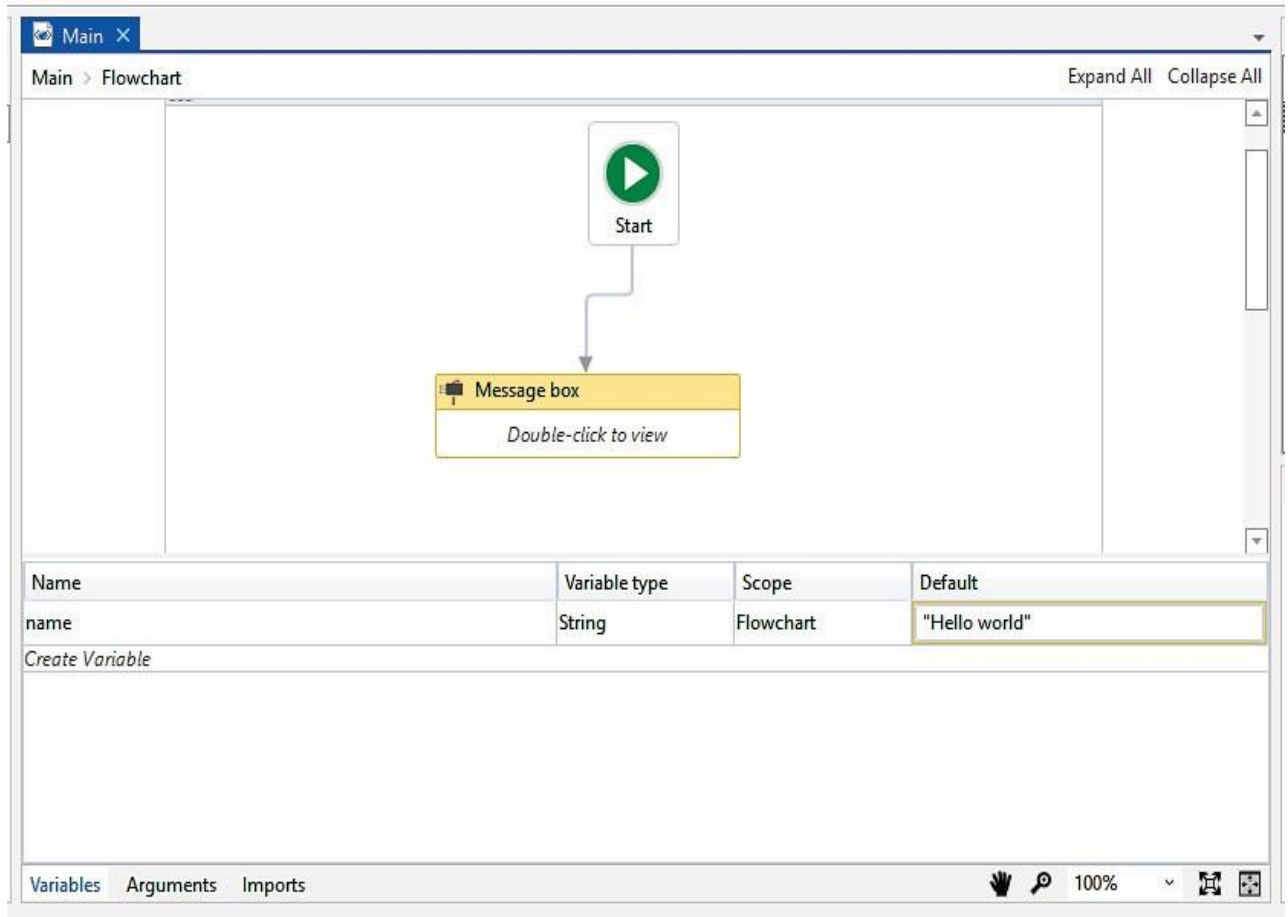 Main
Main > Flowchart Expand All Collapse All
Start
Message box
Double-click to view
Name Variable type Scope Default
name String Flowchart "Hello world"
Create Variable
Variables Arguments Imports 100%